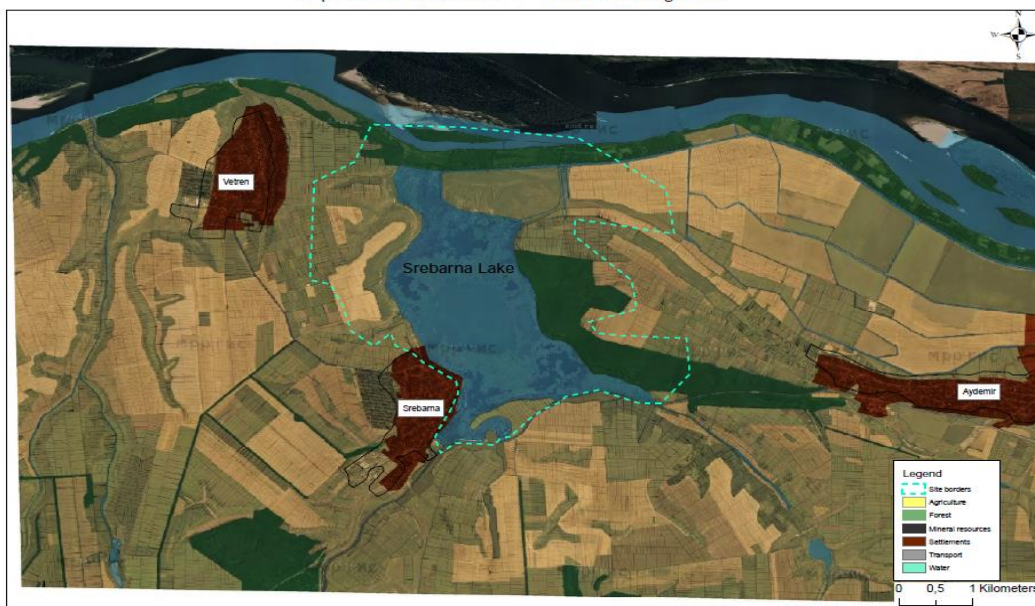 N
W
S
Vetren
Srebarna Lake
Srebarna
Aydemir
Legend
Site borders
Agriculture
Forest
Mineral resources
Settlements
Transport
Water
0 0,5 1 Kilometers